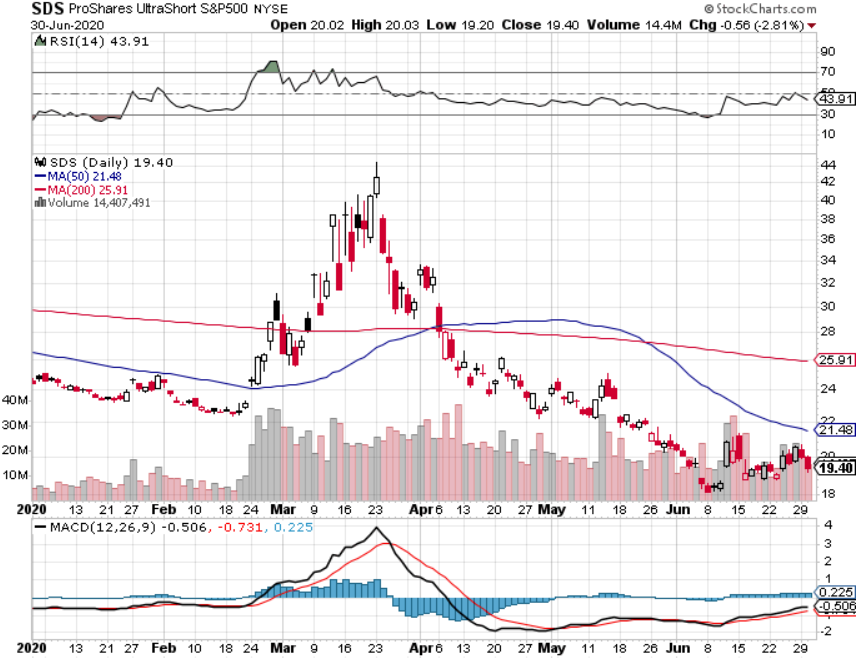 SDS ProShares UltraShort S&P500 NYSE © StockCharts.com
30-Jun-2020 Open 20.02 High 20.03 Low 19.20 Close 19.40 Volume 14.4M Chg -0.56 (-2.81%)
RSI(14) 43.91
90
70
50
43.91
30
10
SDS (Daily) 19.40
MA(50) 21.48
MA(200) 25.91
Volume 14,407,491
44
42
40
38
36
34
32
30
28
25.91
24
40M
22
21.48
30M
20
20M
19.40
10M
18
2020 13 21 27 Feb 10 18 24 Mar 9 16 23 Apr 6 13 20 27 May 11 18 26 Jun 8 15 22 29
MACD(12,26,9) -0.506, -0.731, 0.225
4
3
2
1
0.225
-0.506
-2
2020 13 21 27 Feb 10 18 24 Mar 9 16 23 Apr 6 13 20 27 May 11 18 26 Jun 8 15 22 29